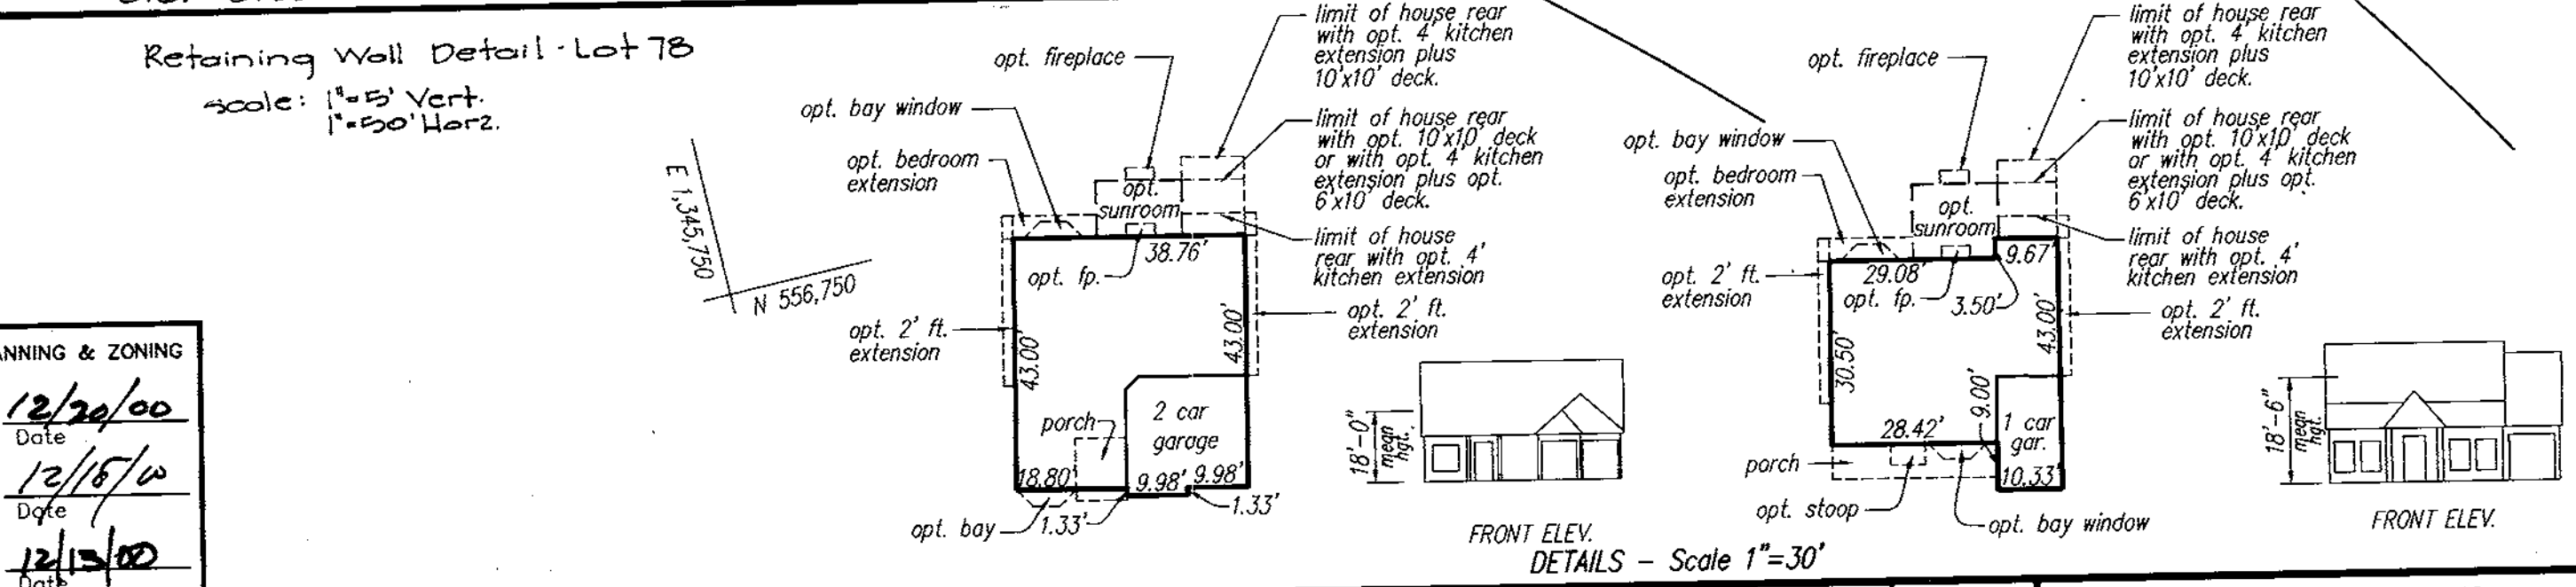 Retaining Wall Detail - Lot 78
scale: 1"=5' Vert.
1"=50' Horz.
E 1,345,750
N 556,750
ANNING & ZONING
12/20/00
Date
Date
12/13/00
Date
opt. fireplace
limit of house rear
with opt. 4' kitchen
extension plus
10'x10' deck.
opt. bay window
limit of house rear
with opt. 10'x10' deck
or with opt. 4' kitchen
extension plus opt.
6'x10' deck.
opt. bedroom
extension
opt.
sunroom
limit of house
rear with opt. 4'
kitchen extension
38.76'
opt. fp.
opt. 2' ft.
extension
opt. 2' ft.
extension
43.00'
43.00'
porch
2 car
garage
18.80'
9.98'
9.98'
1.33'
1.33'
opt. bay
18'-0"
mean
hgt.
FRONT ELEV.
opt. fireplace
limit of house rear
with opt. 4' kitchen
extension plus
10'x10' deck.
opt. bay window
limit of house rear
with opt. 10'x10' deck
or with opt. 4' kitchen
extension plus opt.
6'x10' deck.
opt. bedroom
extension
opt.
sunroom
limit of house
rear with opt. 4'
kitchen extension
9.67'
29.08'
opt. fp.
3.50'
opt. 2' ft.
extension
opt. 2' ft.
extension
30.50'
43.00'
9.00'
28.42'
1 car
gar.
porch
10.33'
opt. stoop
opt. bay window
18'-6"
mean
hgt.
FRONT ELEV.
DETAILS - Scale 1"=30'